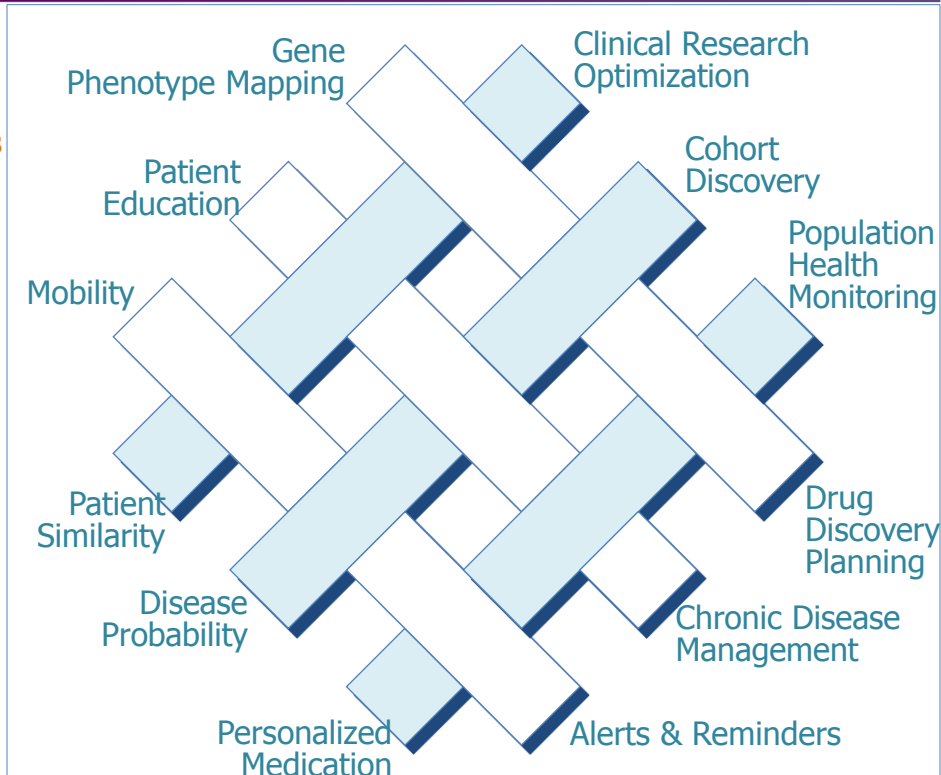 Gene
Phenotype Mapping
Clinical Research
Optimization
Patient
Education
Cohort
Discovery
Mobility
Population
Health
Monitoring
Patient
Similarity
Drug
Discovery
Planning
Disease
Probability
Chronic Disease
Management
Personalized
Medication
Alerts & Reminders